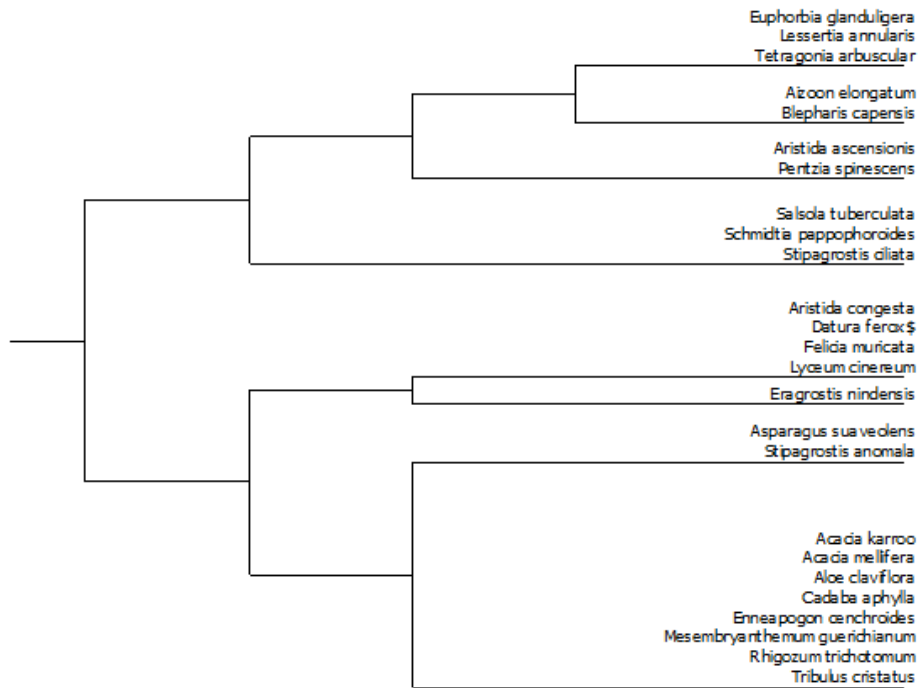 Euphorbia glanduligera
Lessertia annularis
Tetragonia arbuscular
Aizoon elongatum
Blepharis capensis
Aristida ascensionis
Pentzia spinescens
Salsola tuberculata
Schmidtia pappophoroides
Stipagrostis ciliata
Aristida congesta
Datura ferox$
Felicia muricata
Lyceum cinereum
Eragrostis nindensis
Asparagus suaveolens
Stipagrostis anomala
Acacia karroo
Acacia mellifera
Aloe claviflora
Cadaba aphylla
Enneapogon cenchroides
Mesembryanthemum guerichianum
Rhigozum trichotomum
Tribulus cristatus